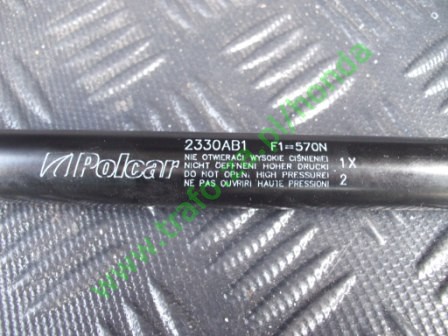 Polcar
2330AB1 F1=570N
NIE OTWIERAĆ! WYSOKIE CIŚNIENIE!
NICHT OEFFNEN! HOHER DRUCK!
DO NOT OPEN! HIGH PRESSURE!
NE PAS OUVRIR! HAUTE PRESSION!
1X
2